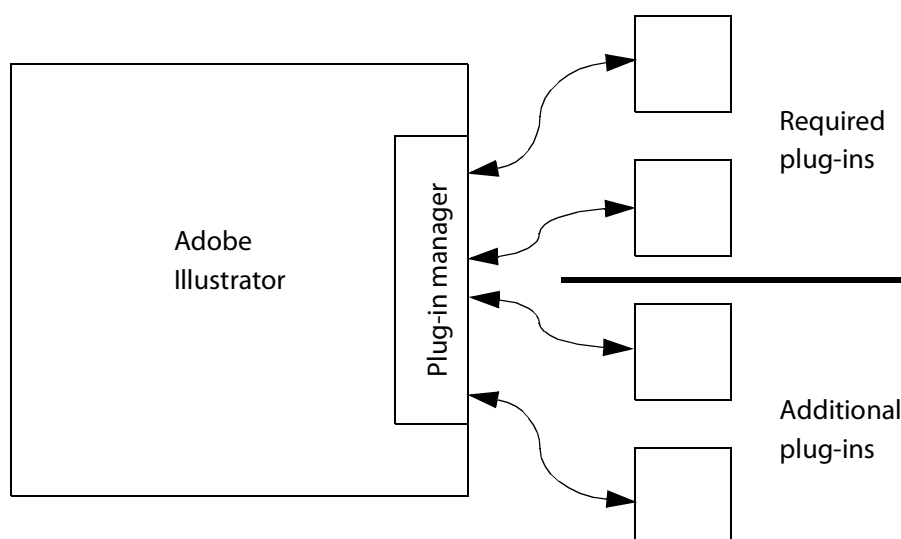 Required
plug-ins
Adobe
Illustrator
Plug-in manager
Additional
plug-ins